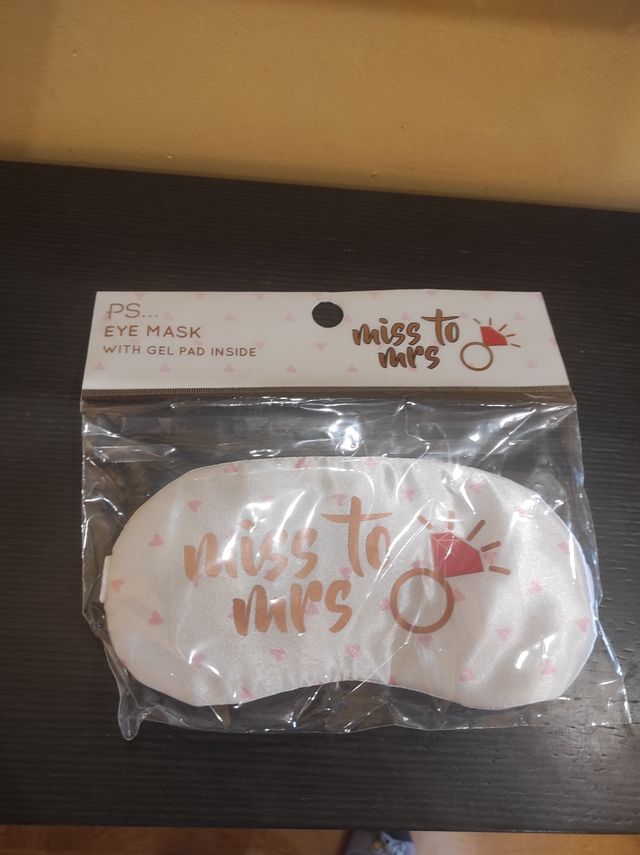 PS...
EYE MASK
WITH GEL PAD INSIDE
miss to
mrs
miss to
mrs